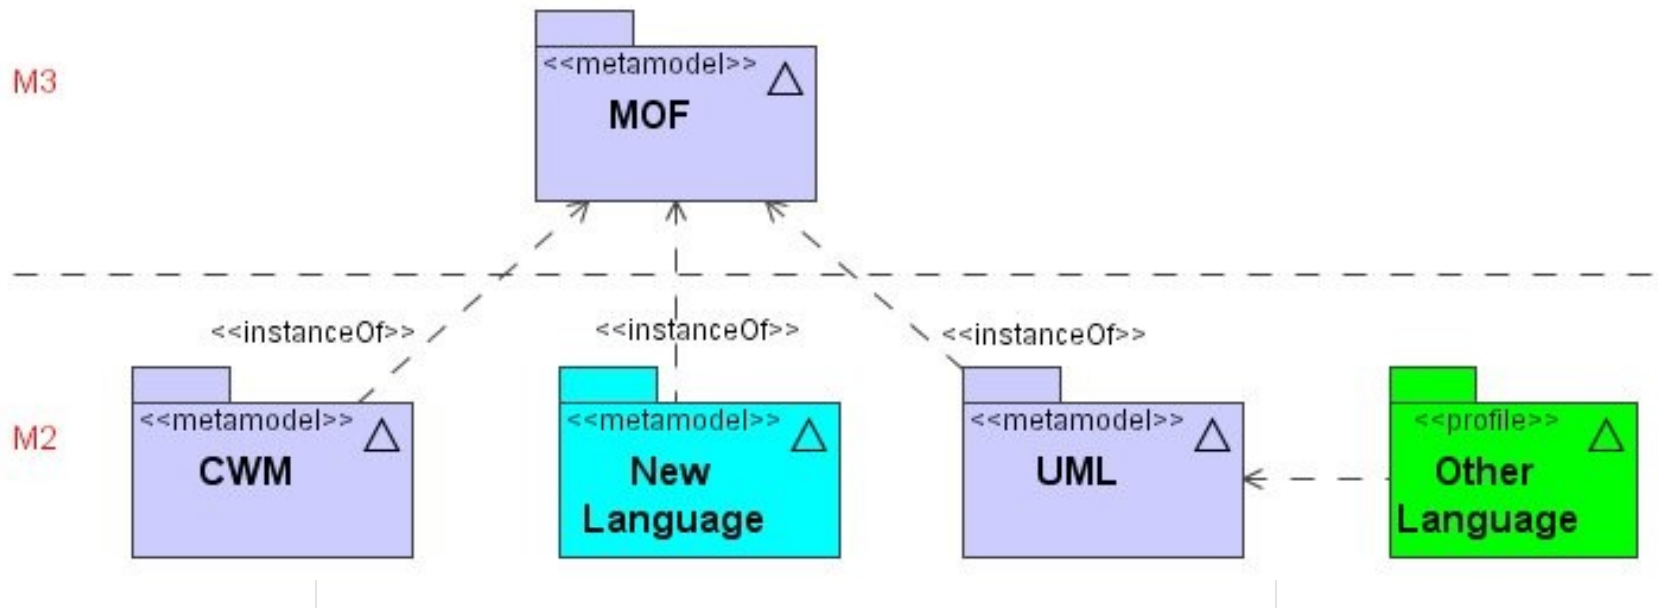 M3
<<metamodel>>
MOF
<<instanceOf>>
<<instanceOf>>
<<instanceOf>>
M2
<<metamodel>>
CWM
<<metamodel>>
New
Language
<<metamodel>>
UML
<<profile>>
Other
Language